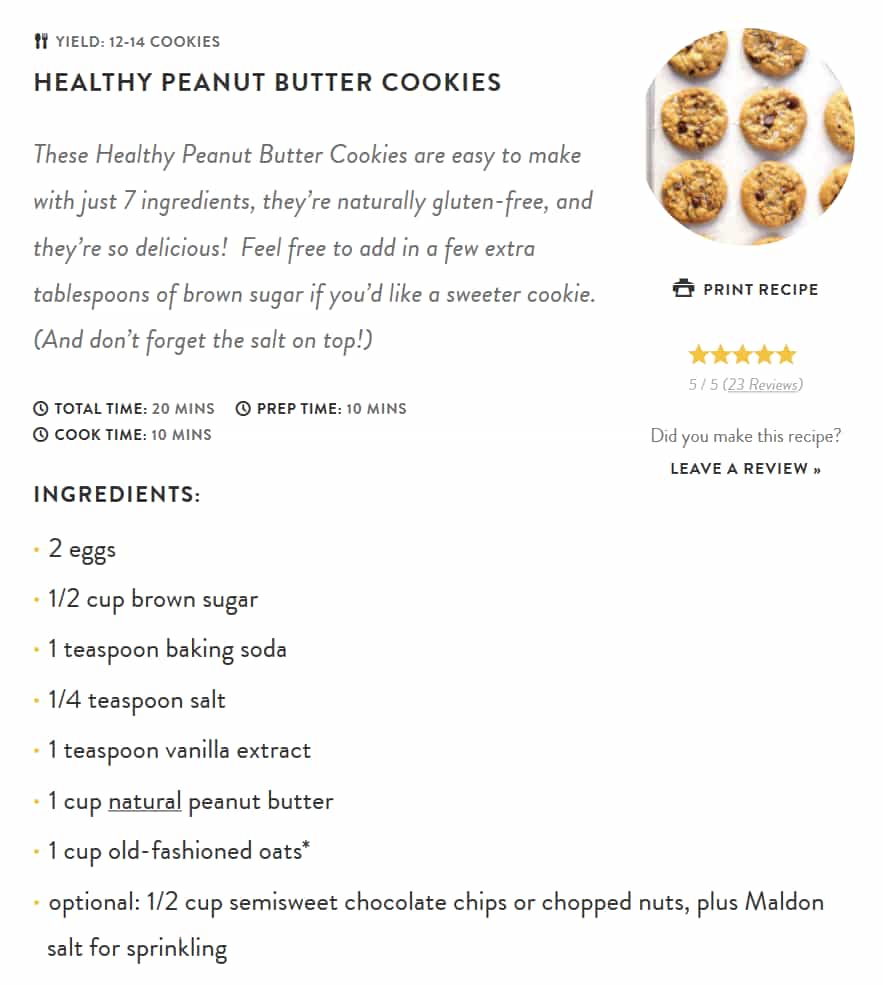 YIELD: 12-14 COOKIES
HEALTHY PEANUT BUTTER COOKIES
These Healthy Peanut Butter Cookies are easy to make
with just 7 ingredients, they’re naturally gluten-free, and
they’re so delicious!  Feel free to add in a few extra
tablespoons of brown sugar if you’d like a sweeter cookie.
(And don’t forget the salt on top!)
TOTAL TIME: 20 MINS PREP TIME: 10 MINS
COOK TIME: 10 MINS
PRINT RECIPE
5 / 5 (23 Reviews)
Did you make this recipe?
LEAVE A REVIEW »
INGREDIENTS:
• 2 eggs
• 1/2 cup brown sugar
• 1 teaspoon baking soda
• 1/4 teaspoon salt
• 1 teaspoon vanilla extract
• 1 cup natural peanut butter
• 1 cup old-fashioned oats*
• optional: 1/2 cup semisweet chocolate chips or chopped nuts, plus Maldon
salt for sprinkling